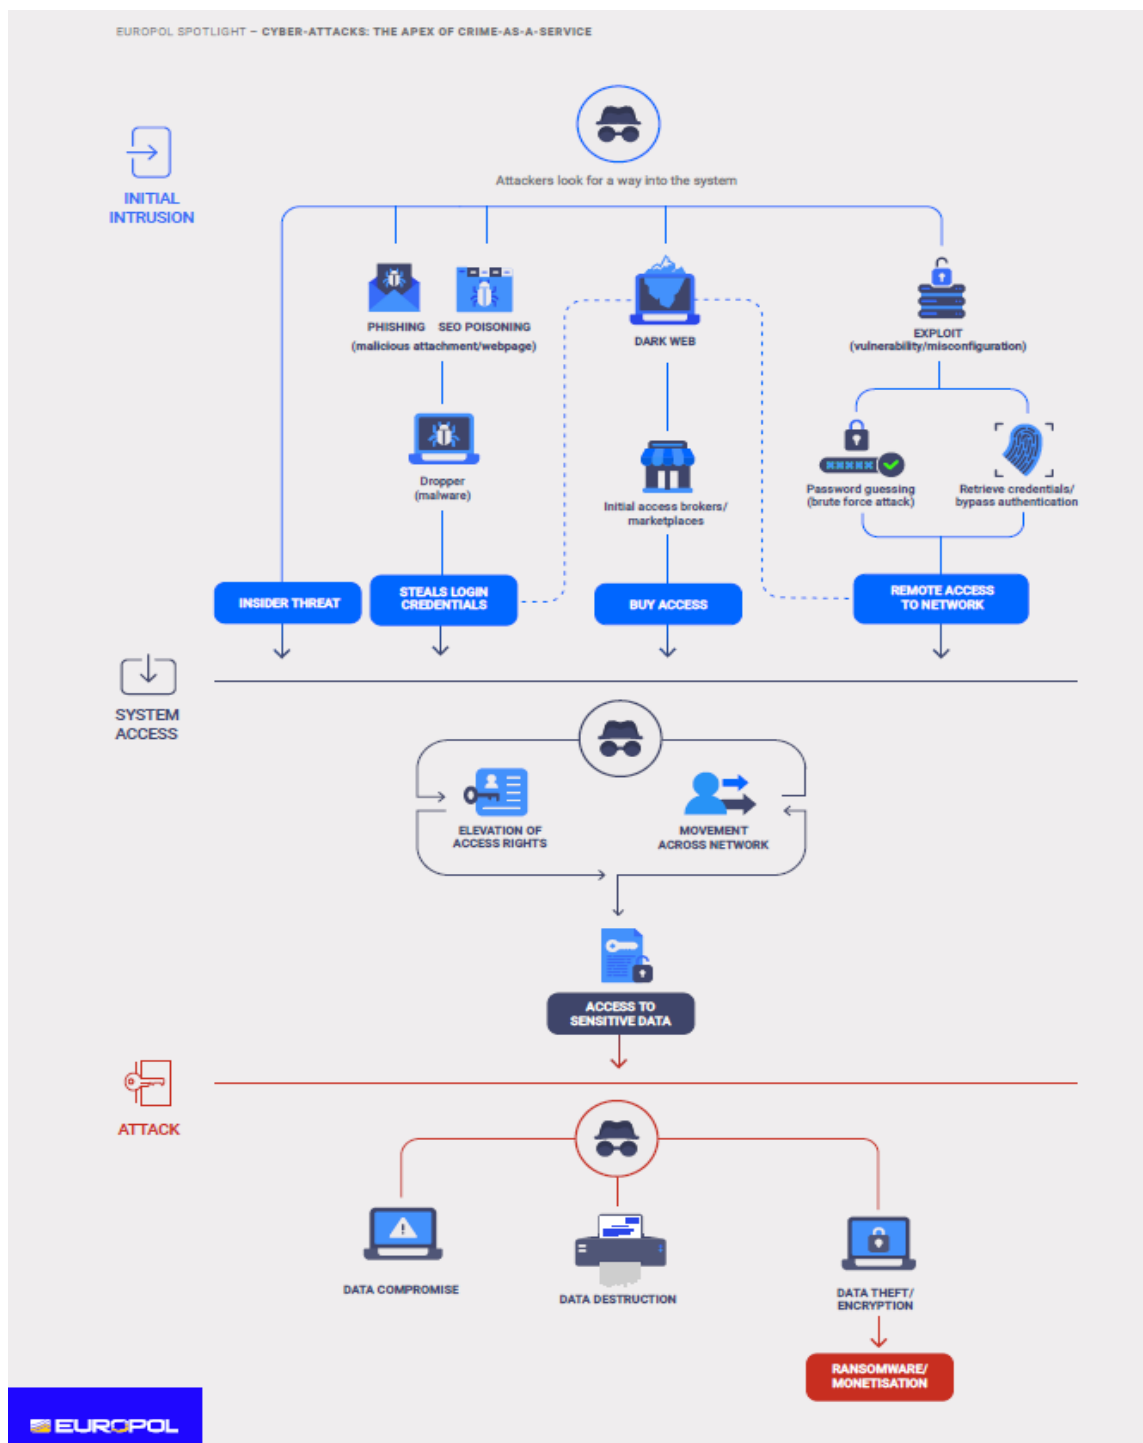 EUROPOL SPOTLIGHT – CYBER-ATTACKS: THE APEX OF CRIME-AS-A-SERVICE
Attackers look for a way into the system
INITIAL
INTRUSION
PHISHING
SEO POISONING
(malicious attachment/webpage)
DARK WEB
EXPLOIT
(vulnerability/misconfiguration)
Dropper
(malware)
Initial access brokers/
marketplaces
Password guessing
(brute force attack)
Retrieve credentials/
bypass authentication
INSIDER THREAT
STEALS LOGIN
CREDENTIALS
BUY ACCESS
REMOTE ACCESS
TO NETWORK
SYSTEM
ACCESS
ELEVATION OF
ACCESS RIGHTS
MOVEMENT
ACROSS NETWORK
ACCESS TO
SENSITIVE DATA
ATTACK
DATA COMPROMISE
DATA DESTRUCTION
DATA THEFT/
ENCRYPTION
RANSOMWARE/
MONETISATION
EUROPOL